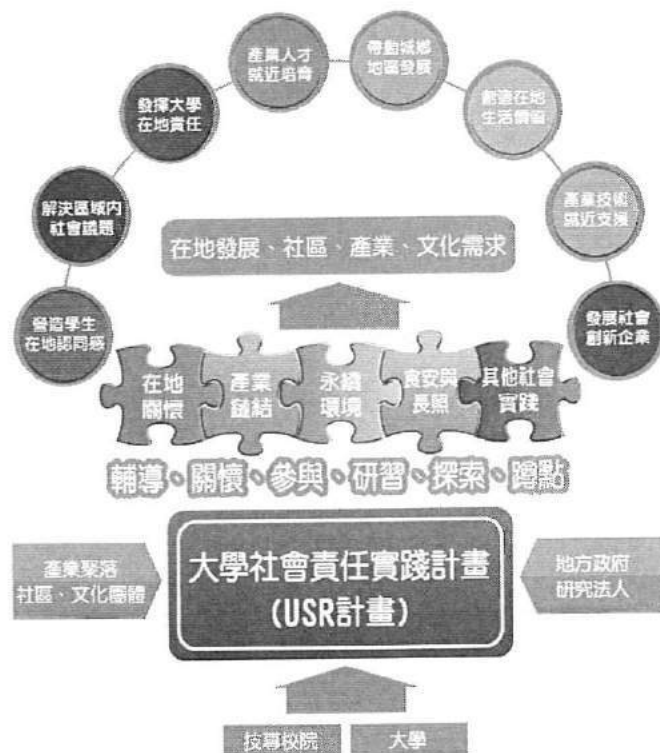 產業人才
就近培育
帶動城鄉
地區發展
發揮大學
在地責任
創造在地
生活價值
解決區域內
社會議題
產業技術
就近支援
營造學生
在地認同感
發展社會
創新企業
在地發展、社區、產業、文化需求
在地
關懷
產業
鏈結
永續
環境
食安與
長照
其他社會
實踐
輔導、關懷、參與、研習、探索、蹲點
大學社會責任實踐計畫
(USR計畫)
產業聚落
社區、文化團體
地方政府
研究法人
技專校院
大學